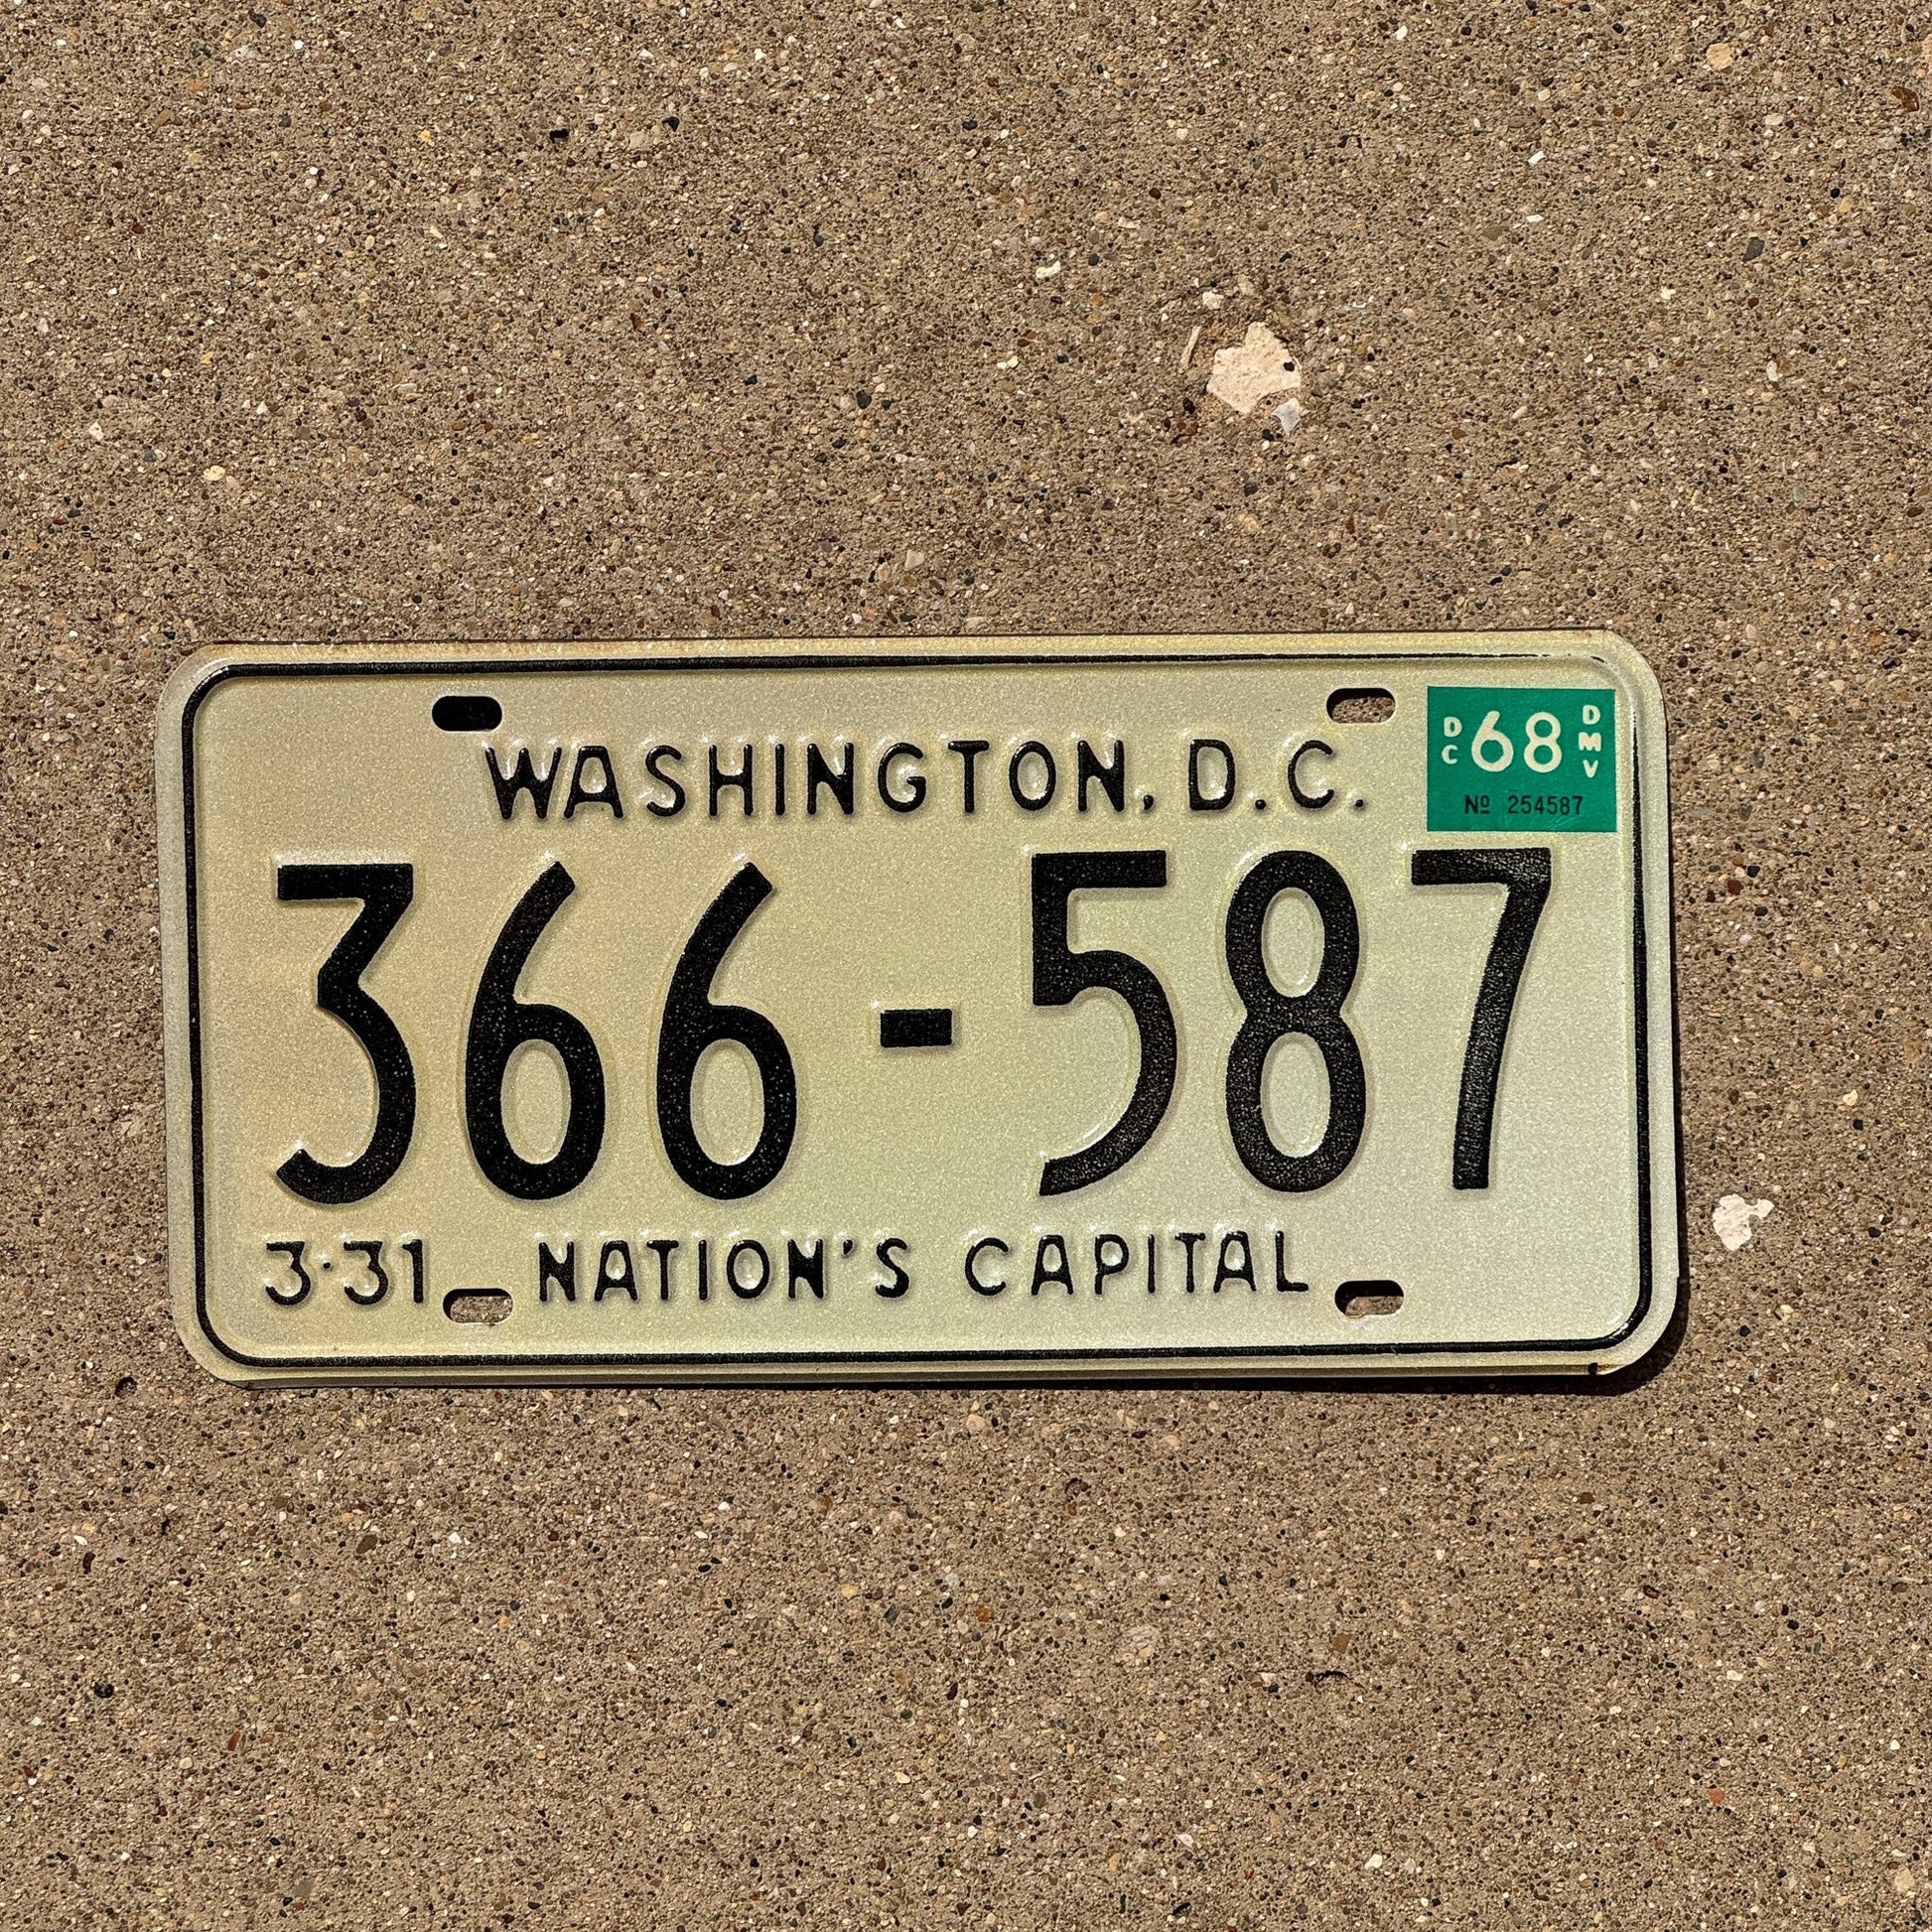 WASHINGTON, D.C.
DC 68 DMV
Nº 254587
366-587
3·31 NATION'S CAPITAL